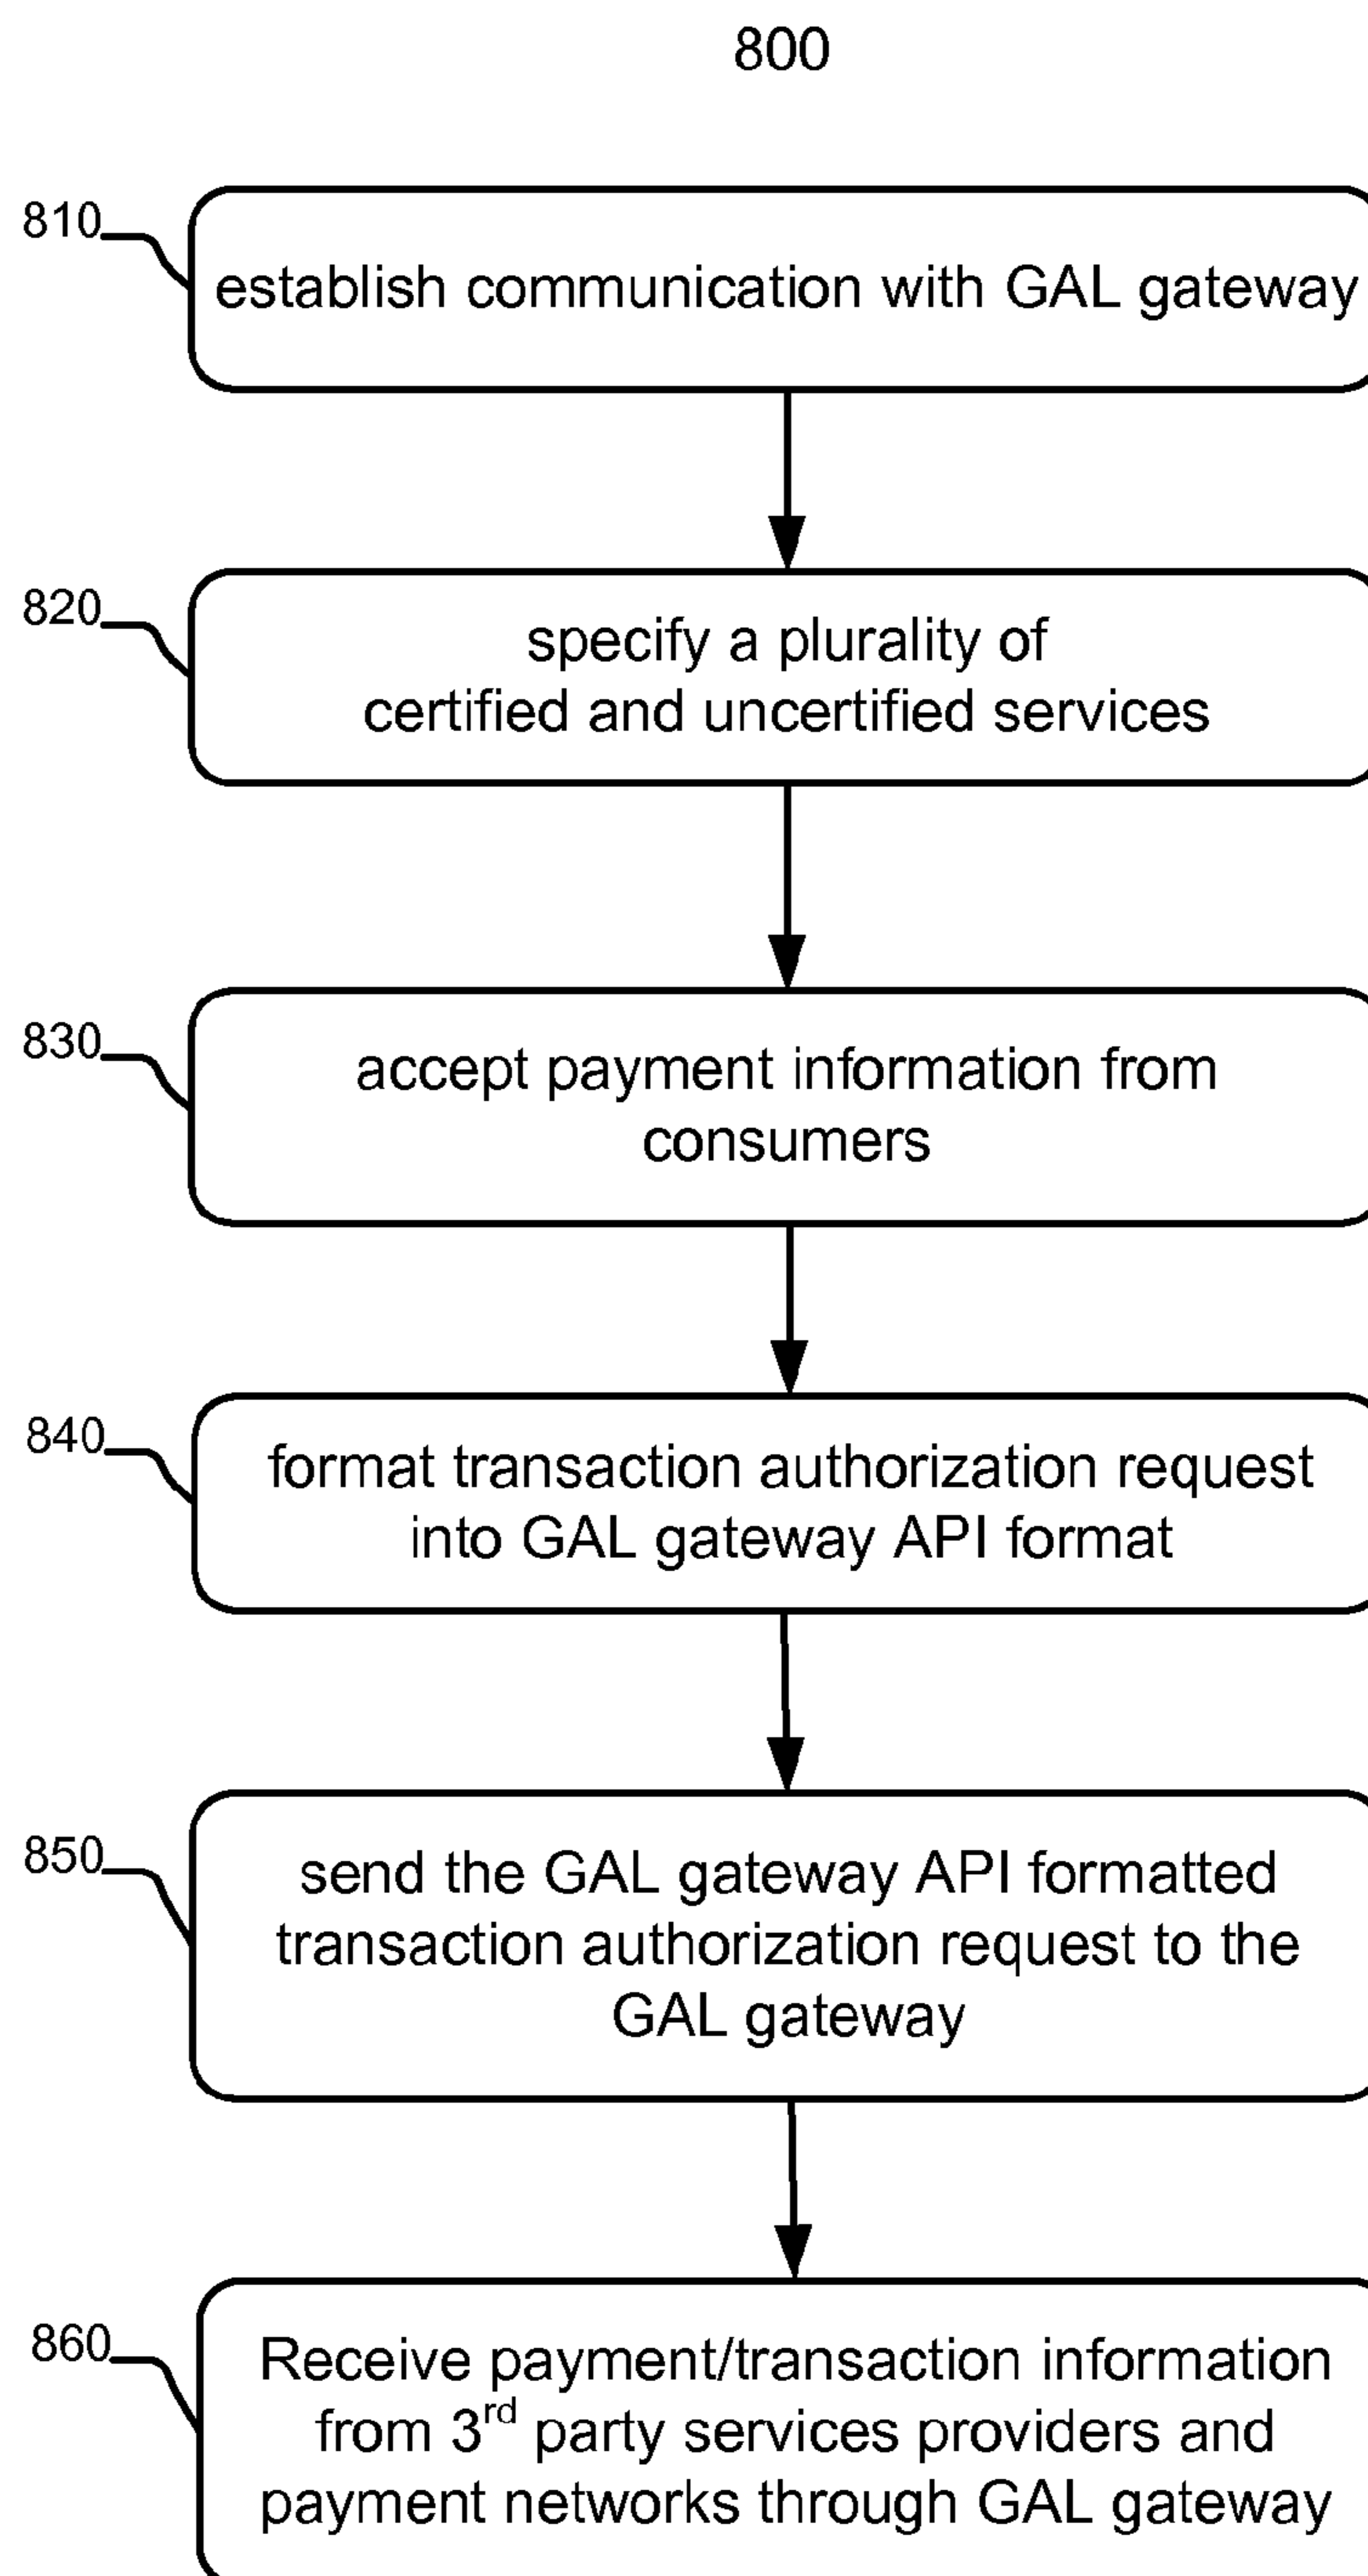 800
810
establish communication with GAL gateway
820
specify a plurality of
certified and uncertified services
830
accept payment information from
consumers
840
format transaction authorization request
into GAL gateway API format
850
send the GAL gateway API formatted
transaction authorization request to the
GAL gateway
860
Receive payment/transaction information
from 3rd party services providers and
payment networks through GAL gateway